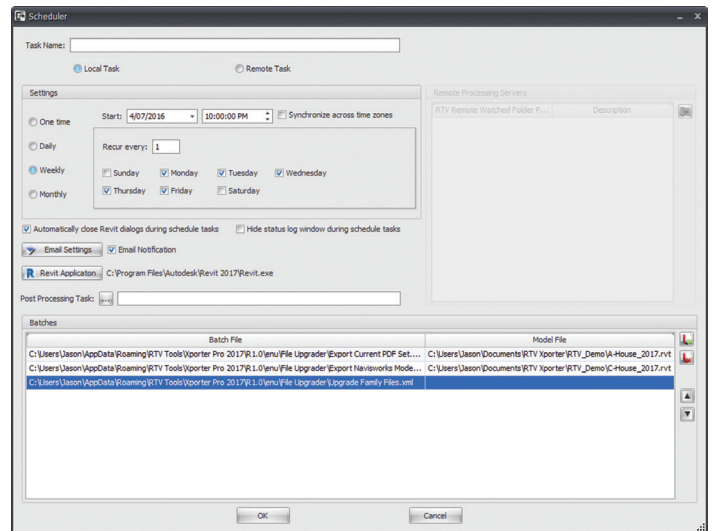 Scheduler
Task Name:
Local Task Remote Task
Settings
One time
Daily
Weekly
Monthly
Start: 4/07/2016 10:00:00 PM Synchronize across time zones
Recur every: 1
Sunday Monday Tuesday Wednesday
Thursday Friday Saturday
Remote Processing Servers
RTV Remote Watched Folder P... Description
Automatically close Revit dialogs during schedule tasks Hide status log window during schedule tasks
Email Settings Email Notification
R Revit Applicaton C:\Program Files\Autodesk\Revit 2017\Revit.exe
Post Processing Task: ...
Batches
Batch File Model File
C:\Users\Jason\AppData\Roaming\RTV Tools\Xporter Pro 2017\R1.0\enu\File Upgrader\Export Current PDF Set.... C:\Users\Jason\Documents\RTV Xporter\RTV_Demo\A-House_2017.rvt
C:\Users\Jason\AppData\Roaming\RTV Tools\Xporter Pro 2017\R1.0\enu\File Upgrader\Export Navisworks Mode... C:\Users\Jason\Documents\RTV Xporter\RTV_Demo\C-House_2017.rvt
C:\Users\Jason\AppData\Roaming\RTV Tools\Xporter Pro 2017\R1.0\enu\File Upgrader\Upgrade Family Files.xml
OK Cancel